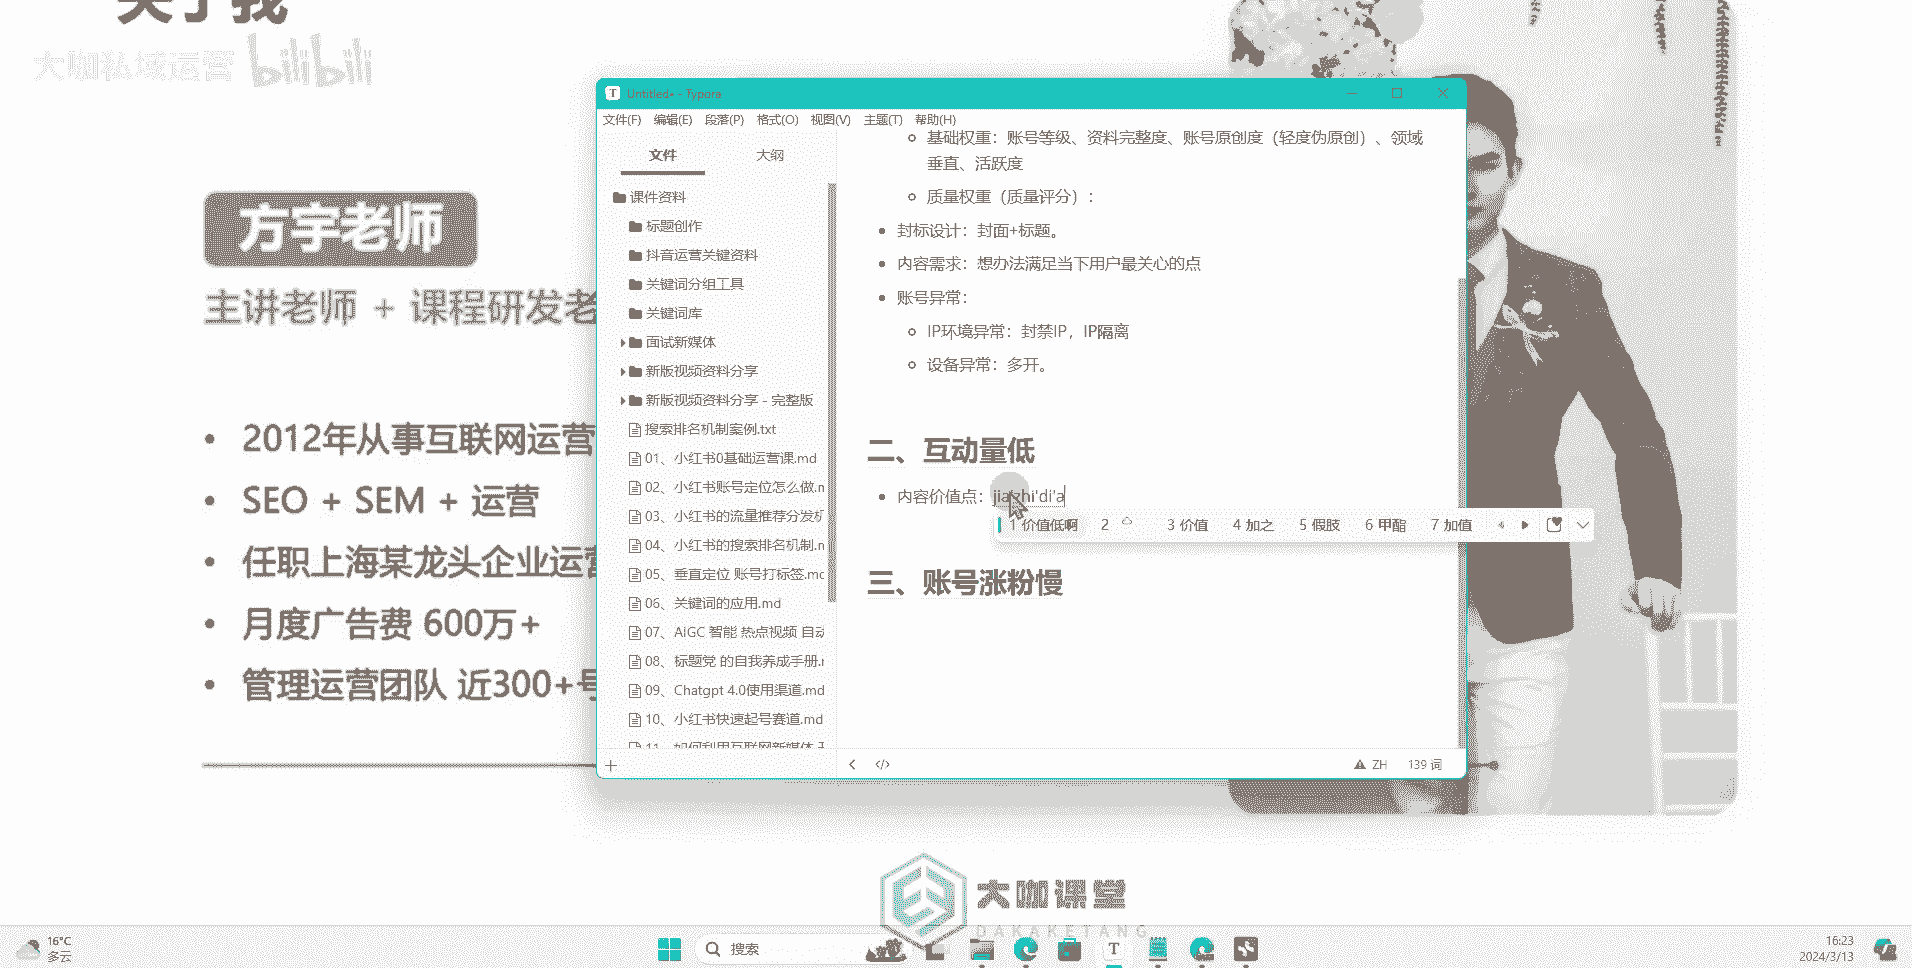 关于我
大咖私域运营 bilibili
方宇老师
主讲老师 + 课程研发老
• 2012年从事互联网运营
• SEO + SEM + 运营
• 任职上海某龙头企业运营
• 月度广告费 600万+
• 管理运营团队 近300+号
Untitled• - Typora
文件(F) 编辑(E) 段落(P) 格式(O) 视图(V) 主题(T) 帮助(H)
文件 大纲
课件资料
标题创作
抖音运营关键资料
关键词分组工具
关键词库
面试新媒体
新版视频资料分享
新版视频资料分享 - 完整版
搜索排名机制案例.txt
01、小红书0基础运营课.md
02、小红书账号定位怎么做.m
03、小红书的流量推荐分发机
04、小红书的搜索排名机制.m
05、垂直定位 账号打标签.mc
06、关键词的应用.md
07、AIGC 智能 热点视频 自动
08、标题党 的自我养成手册.r
09、Chatgpt 4.0使用渠道.md
10、小红书快速起号赛道.md
11、如何利用互联网新媒体
基础权重：账号等级、资料完整度、账号原创度（轻度伪原创）、领域
垂直、活跃度
质量权重（质量评分）：
• 封标设计：封面+标题。
• 内容需求：想办法满足当下用户最关心的点
• 账号异常：
IP环境异常：封禁IP，IP隔离
设备异常：多开。
二、互动量低
• 内容价值点：jia'zhi'di'a
1 价值低啊 2 3 价值 4 加之 5 假肢 6 甲酯 7 加值
三、账号涨粉慢
ZH 139 词
大咖课堂
DAKAKETANG
16°C
多云
搜索
16:23
2024/3/13